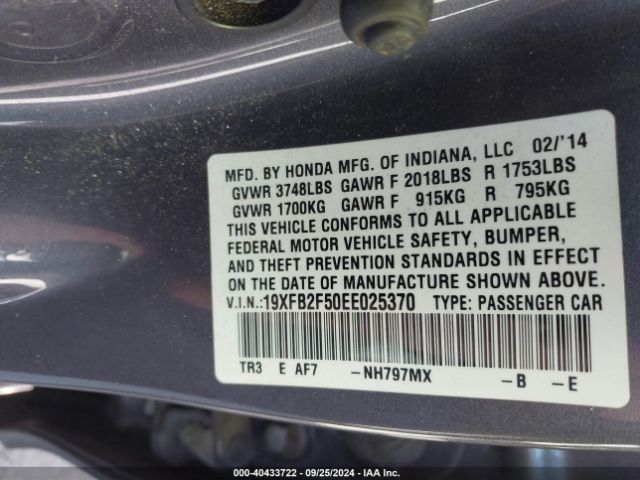 MFD. BY HONDA MFG. OF INDIANA, LLC 02/'14
GVWR 3748LBS GAWR F 2018LBS R 1753LBS
GVWR 1700KG GAWR F 915KG R 795KG
THIS VEHICLE CONFORMS TO ALL APPLICABLE
FEDERAL MOTOR VEHICLE SAFETY, BUMPER,
AND THEFT PREVENTION STANDARDS IN EFFECT
ON THE DATE OF MANUFACTURE SHOWN ABOVE.
V.I.N.:19XFB2F50EE025370 TYPE: PASSENGER CAR
TR3 E AF7 -NH797MX -B -E
000-40433722 - 09/25/2024 - IAA Inc.